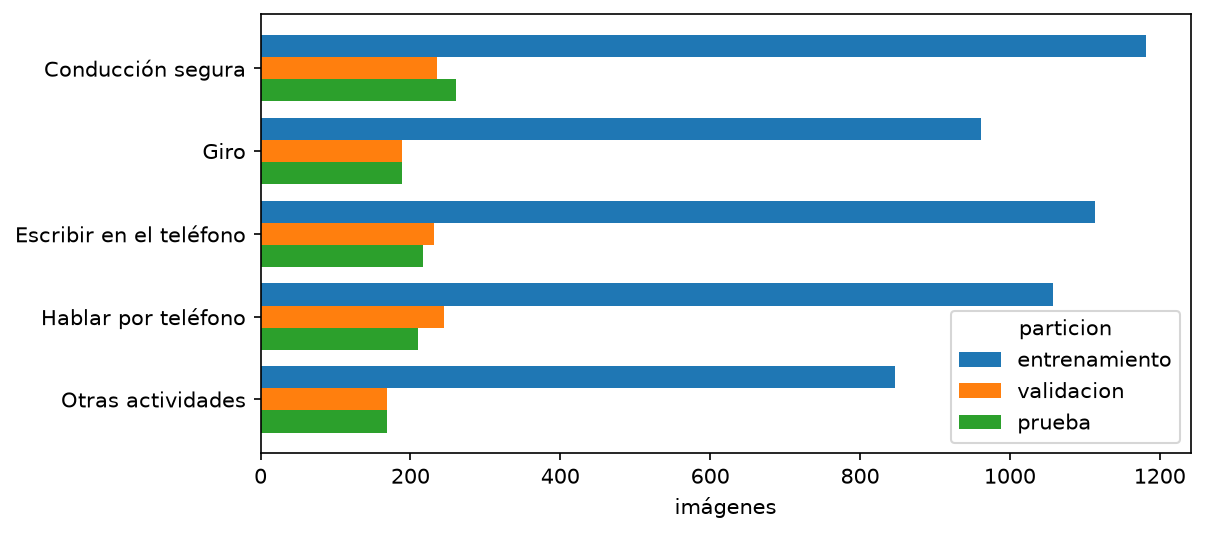 Conducción segura
Giro
Escribir en el teléfono
Hablar por teléfono
Otras actividades
particion
entrenamiento
validacion
prueba
0 200 400 600 800 1000 1200
imágenes